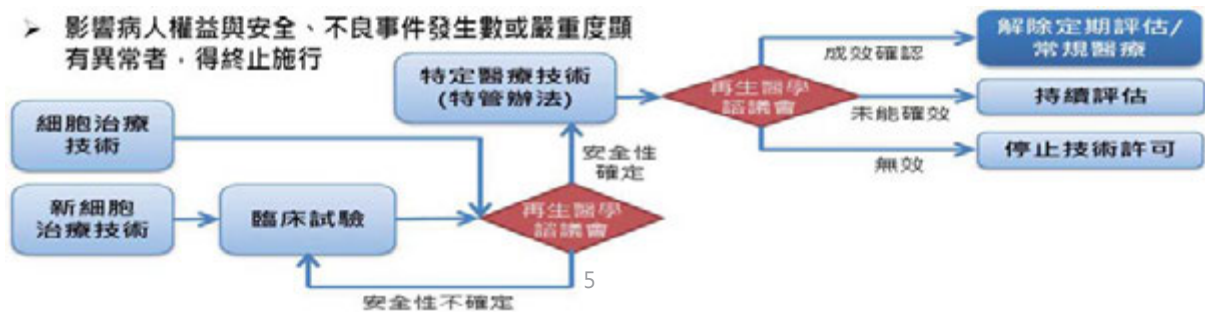 ➤ 影響病人權益與安全、不良事件發生數或嚴重度顯
有異常者，得終止施行
細胞治療
技術
新細胞
治療技術
臨床試驗
特定醫療技術
(特管辦法)
安全性
確定
再生醫學
諮議會
安全性不確定
5
再生醫學
諮議會
成效確認
未能確效
無效
解除定期評估/
常規醫療
持續評估
停止技術許可